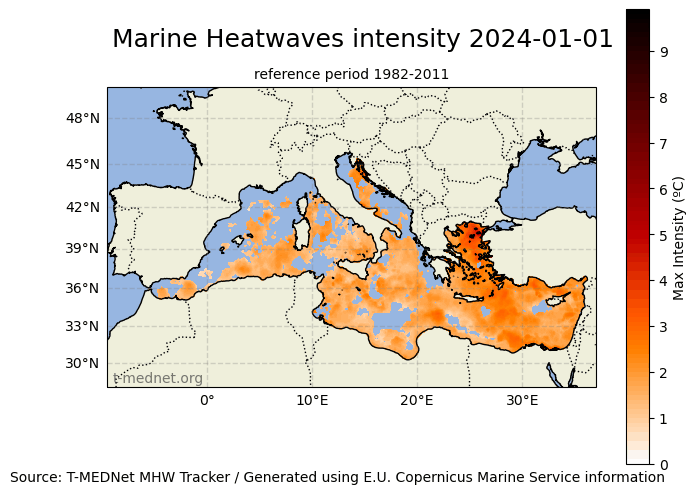 Marine Heatwaves intensity 2024-01-01
reference period 1982-2011
48°N
45°N
42°N
39°N
36°N
33°N
30°N
0°
10°E
20°E
30°E
t-mednet.org
9
8
7
6
5
4
3
2
1
0
Max Intensity (ºC)
Source: T-MEDNet MHW Tracker / Generated using E.U. Copernicus Marine Service information